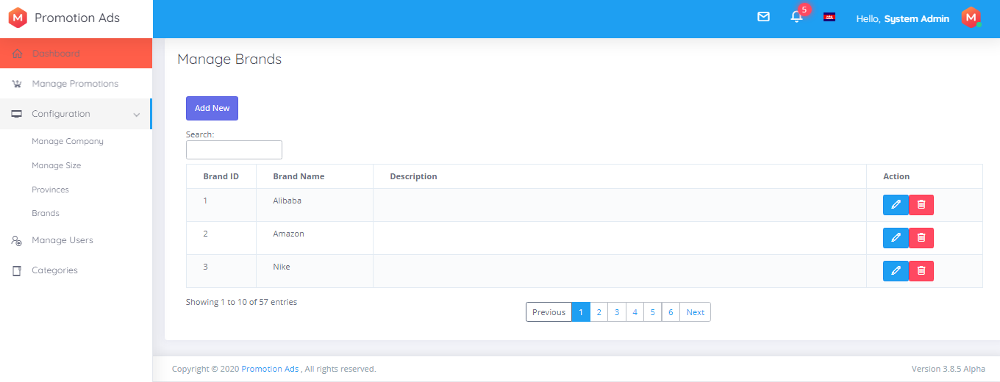 M Promotion Ads
5
Hello, System Admin M
Dashboard
Manage Promotions
Configuration
Manage Company
Manage Size
Provinces
Brands
Manage Users
Categories
Manage Brands
Add New
Search:
Brand ID Brand Name Description Action
1 Alibaba
2 Amazon
3 Nike
Showing 1 to 10 of 57 entries
Previous 1 2 3 4 5 6 Next
Copyright © 2020 Promotion Ads , All rights reserved.
Version 3.8.5 Alpha